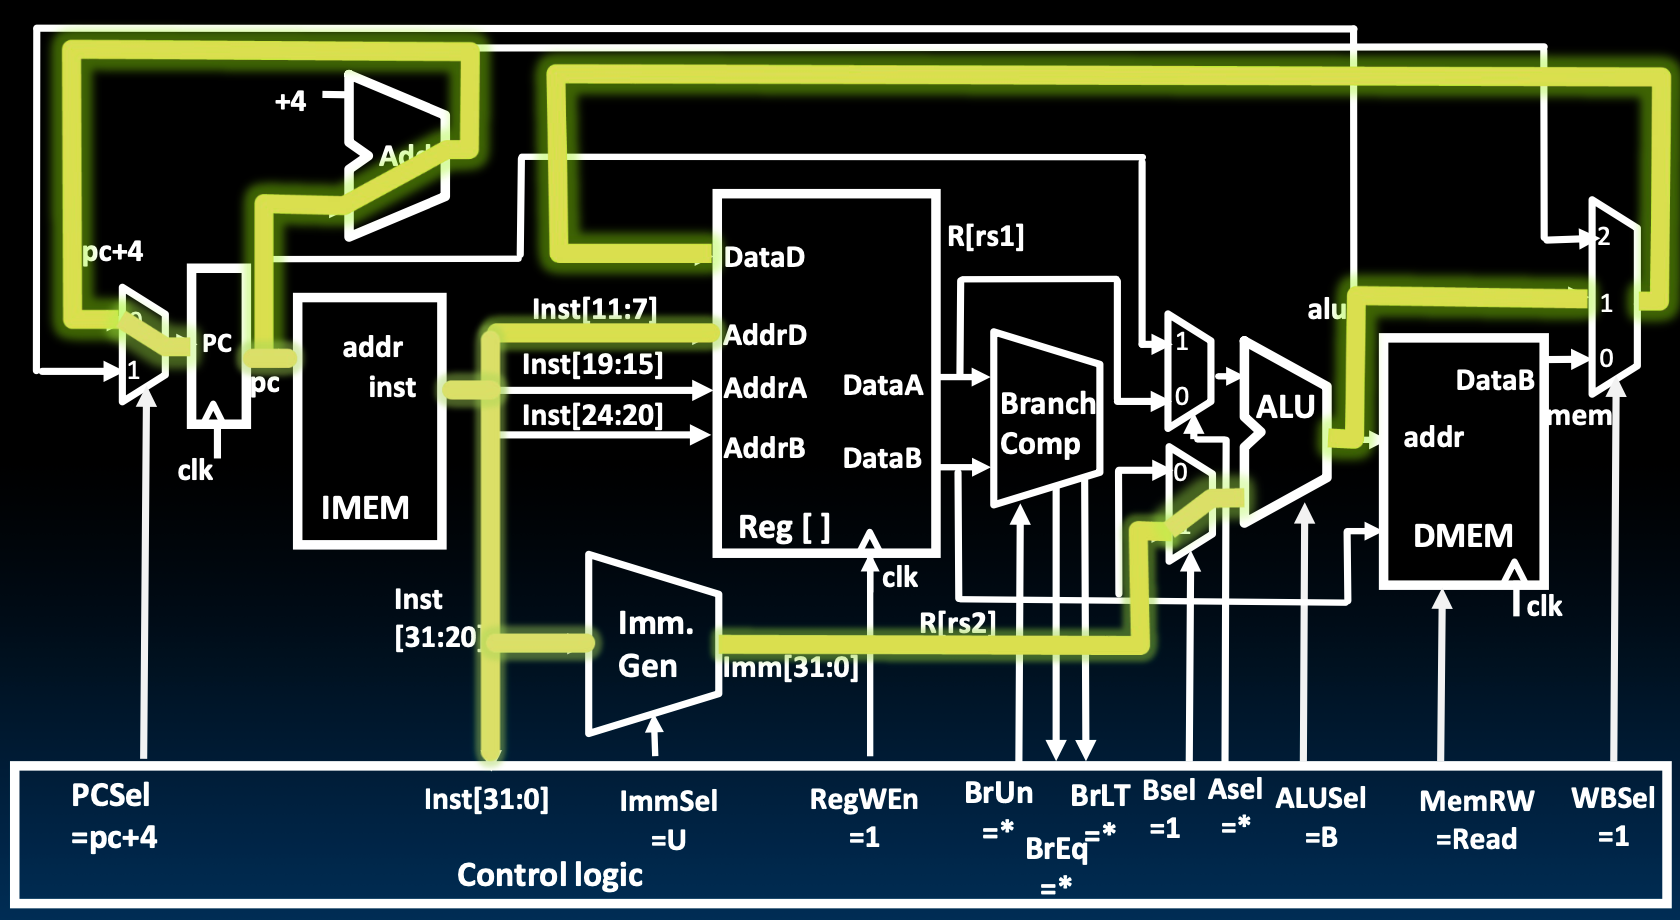 +4
Add
pc+4
R[rs1]
2
DataD
Inst[11:7]
alu
1
0
PC
addr
AddrD
1
inst
Inst[19:15]
AddrA
DataA
Branch
Comp
ALU
0
DataB
1
pc
0
mem
Inst[24:20]
AddrB
DataB
addr
clk
0
IMEM
Reg [ ]
1
DMEM
clk
clk
Inst
[31:20]
Imm.
Gen
R[rs2]
Imm[31:0]
PCSel
=pc+4
Inst[31:0]
ImmSel
=U
RegWEn
=1
BrUn
=*
BrEq
=*
BrLT
=*
Bsel
=1
Asel
=*
ALUSel
=B
MemRW
=Read
WBSel
=1
Control logic